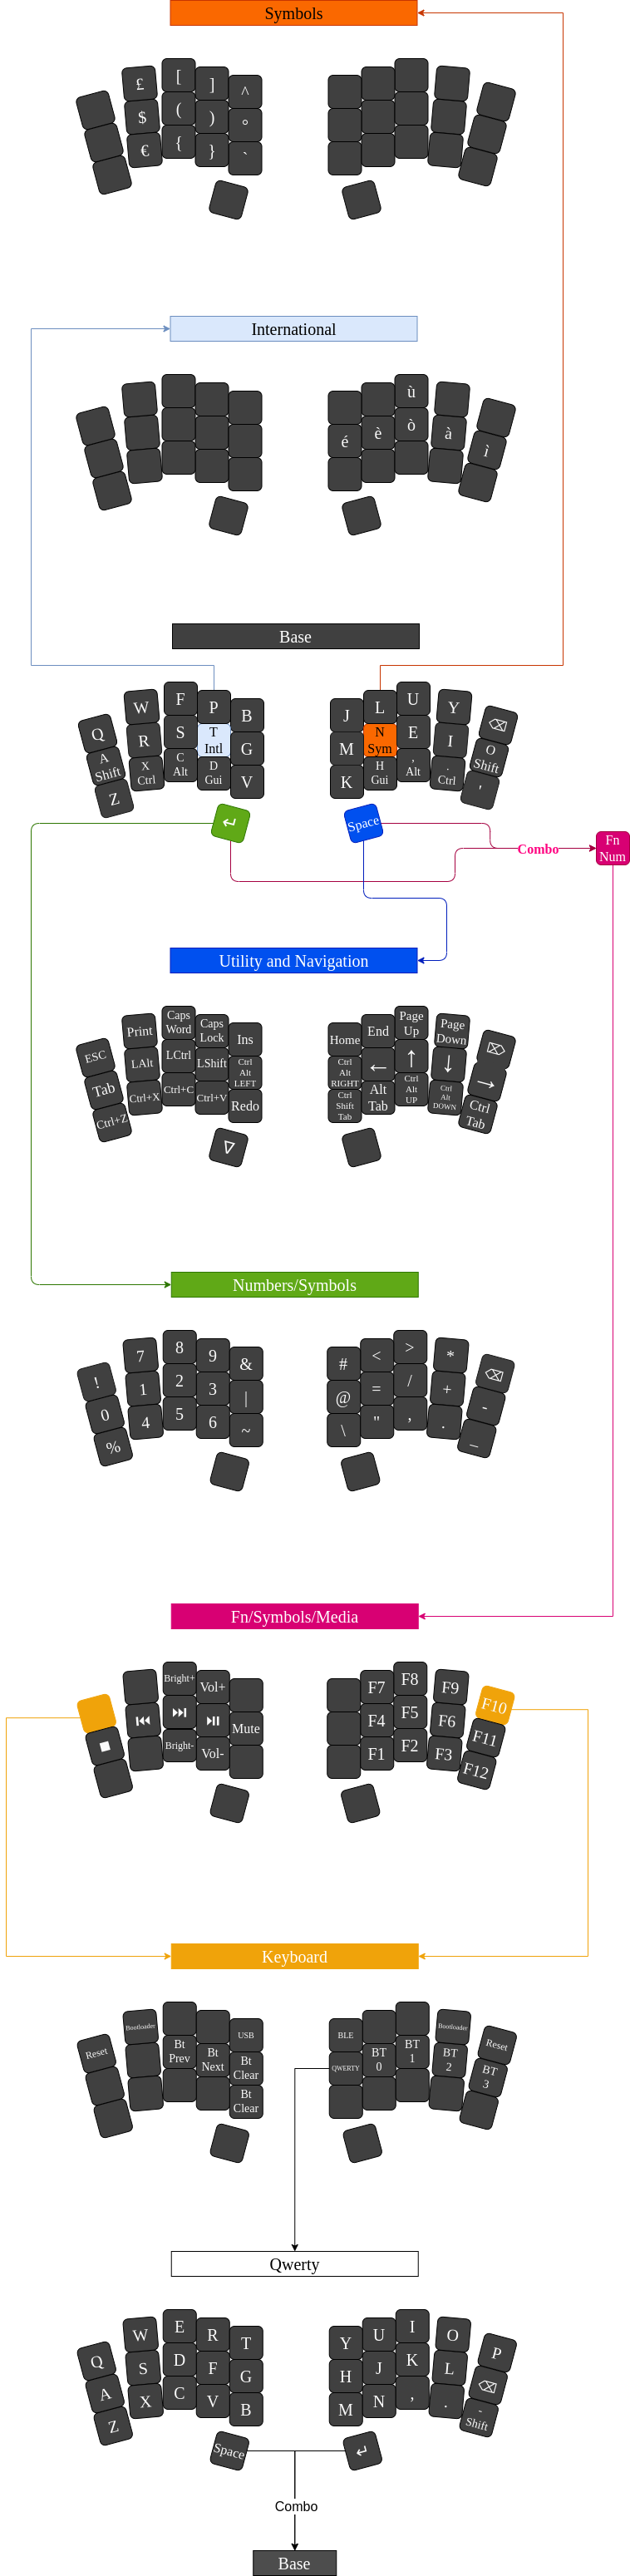 Symbols
£ [ ] ^
$ ( ) °
€ { } `
International
ù
é è ò à ì
Base
Q W F P B J L U Y ⌫
A Shift R S T Intl G M N Sym E I O Shift
Z X Ctrl C Alt D Gui V K H Gui , Alt . Ctrl '
↵ Space
Combo
Fn
Num
Utility and Navigation
ESC Print Caps Word Caps Lock Ins Home End Page Up Page Down ⌦
Tab LAlt LCtrl LShift Ctrl Alt LEFT Ctrl Alt RIGHT ← ↑ ↓ →
Ctrl+Z Ctrl+X Ctrl+C Ctrl+V Redo Ctrl Shift Tab Alt Tab Ctrl Alt UP Ctrl Alt DOWN Ctrl Tab
∇
Numbers/Symbols
! 7 8 9 & # < > * ⌫
0 1 2 3 | @ = / + -
% 4 5 6 ~ \ " , . _
Fn/Symbols/Media
Bright+ Vol+ F7 F8 F9 F10
⏹ ⏮ ⏭ ⏯ Mute F4 F5 F6 F11
Bright- Vol- F1 F2 F3 F12
Keyboard
Reset Bootloader USB BLE Bootloader Reset
Bt Prev Bt Next Bt Clear QWERTY BT 0 BT 1 BT 2 BT 3
Bt Clear
Qwerty
Q W E R T Y U I O P
A S D F G H J K L ⌫
Z X C V B M N , . - Shift
Space ↵
Combo
Base